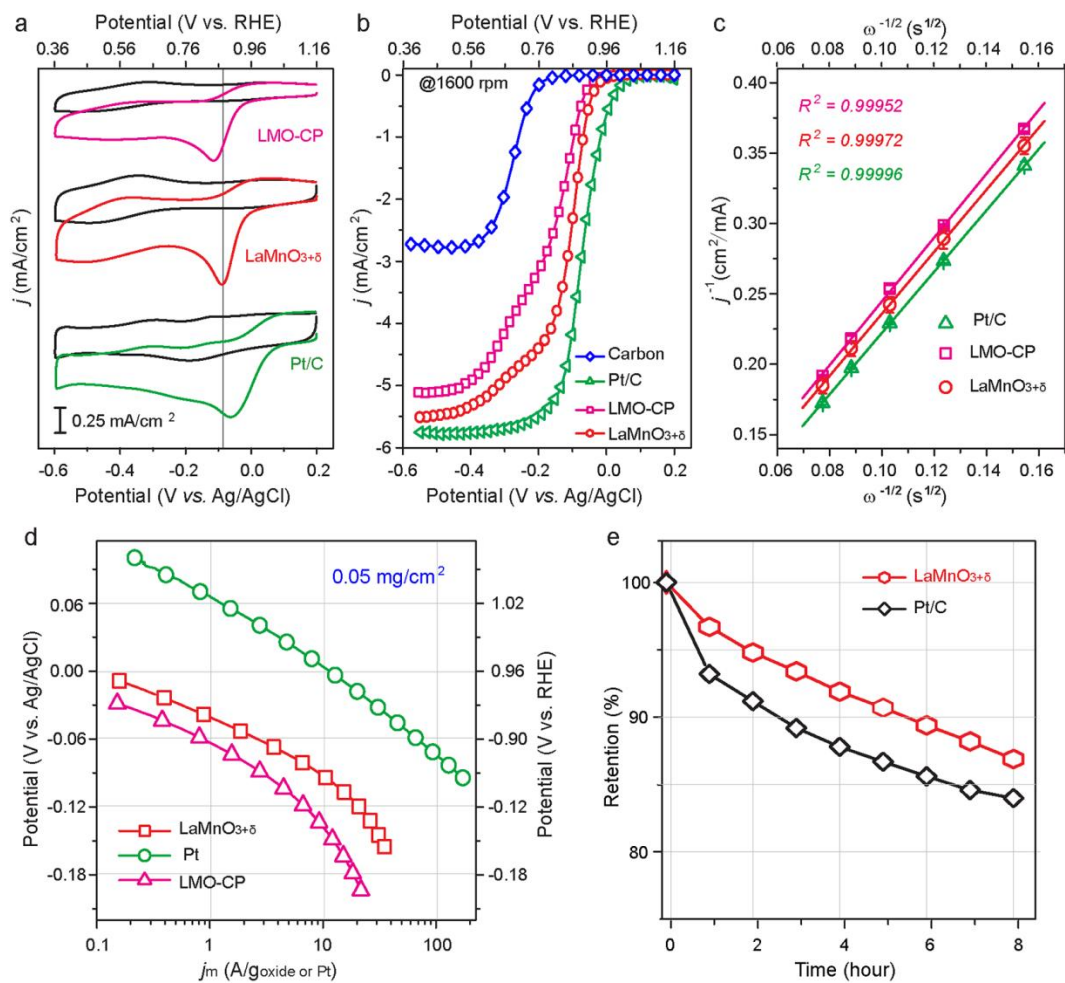 a
Potential (V vs. RHE)
0.36 0.56 0.76 0.96 1.16
LMO-CP
LaMnO3+δ
Pt/C
0.25 mA/cm2
j (mA/cm2)
-0.6 -0.4 -0.2 0.0 0.2
Potential (V vs. Ag/AgCl)
b
Potential (V vs. RHE)
0.36 0.56 0.76 0.96 1.16
@1600 rpm
j (mA/cm2)
0
-1
-2
-3
-4
-5
-6
Carbon
Pt/C
LMO-CP
LaMnO3+δ
-0.6 -0.4 -0.2 0.0 0.2
Potential (V vs. Ag/AgCl)
c
ω-1/2 (s1/2)
0.06 0.08 0.10 0.12 0.14 0.16
R2 = 0.99952
R2 = 0.99972
R2 = 0.99996
j-1(cm2/mA)
0.40
0.35
0.30
0.25
0.20
0.15
Pt/C
LMO-CP
LaMnO3+δ
0.06 0.08 0.10 0.12 0.14 0.16
ω-1/2 (s1/2)
d
0.05 mg/cm2
Potential (V vs. Ag/AgCl)
0.06
0.00
-0.06
-0.12
-0.18
1.02
0.96
-0.90
-0.12
-0.18
Potential (V vs. RHE)
LaMnO3+δ
Pt
LMO-CP
0.1 1 10 100
jm (A/goxide or Pt)
e
LaMnO3+δ
Pt/C
Retention (%)
100
90
80
0 2 4 6 8
Time (hour)